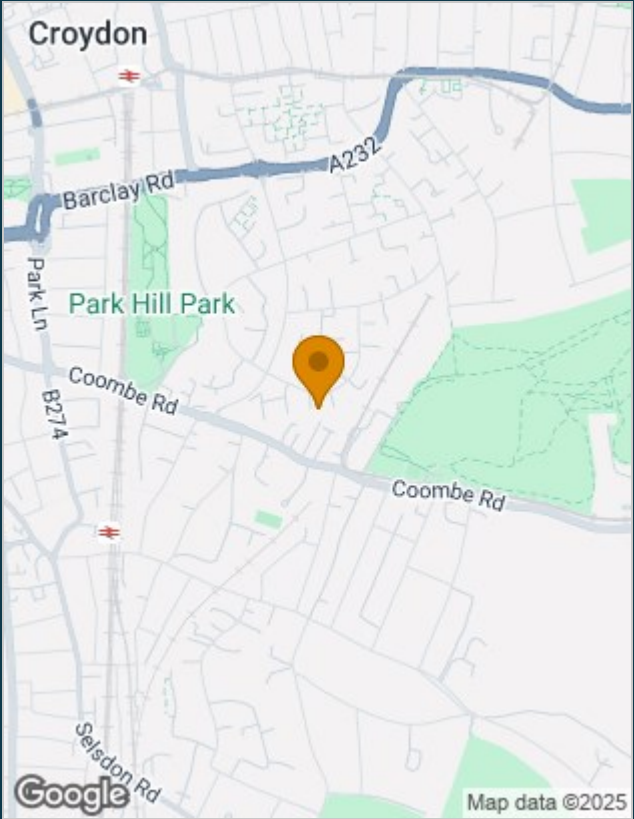 Croydon
A232
Barclay Rd
Park Ln
Park Hill Park
Coombe Rd
B274
Coombe Rd
Selsdon Rd
Google
Map data ©2025